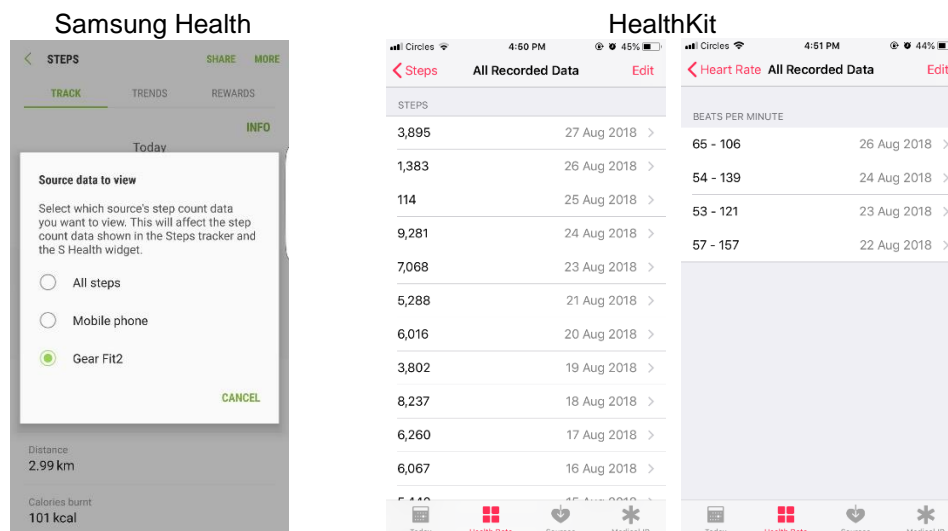 Samsung Health
STEPS SHARE MORE
TRACK TRENDS REWARDS
INFO
Today
Source data to view
Select which source's step count data
you want to view. This will affect the step
count data shown in the Steps tracker and
the S Health widget.
All steps
Mobile phone
Gear Fit2
CANCEL
Distance
2.99 km
Calories burnt
101 kcal
HealthKit
Circles 4:50 PM 45%
Steps All Recorded Data Edit
STEPS
3,895 27 Aug 2018
1,383 26 Aug 2018
114 25 Aug 2018
9,281 24 Aug 2018
7,068 23 Aug 2018
5,288 21 Aug 2018
6,016 20 Aug 2018
3,802 19 Aug 2018
8,237 18 Aug 2018
6,260 17 Aug 2018
6,067 16 Aug 2018
Circles 4:51 PM 44%
Heart Rate All Recorded Data Edit
BEATS PER MINUTE
65 - 106 26 Aug 2018
54 - 139 24 Aug 2018
53 - 121 23 Aug 2018
57 - 157 22 Aug 2018